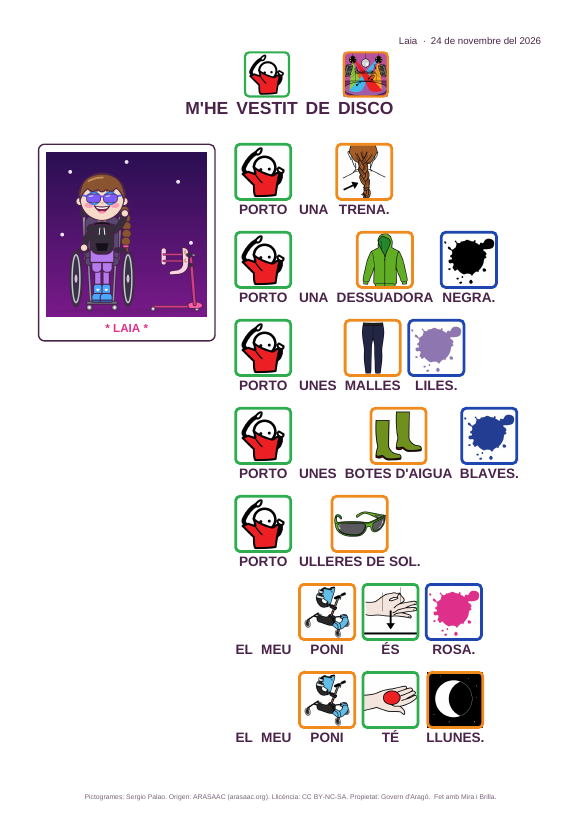 Laia · 24 de novembre del 2026
M'HE VESTIT DE DISCO
* LAIA *
PORTO UNA TRENA.
PORTO UNA DESSUADORA NEGRA.
PORTO UNES MALLES LILES.
PORTO UNES BOTES D'AIGUA BLAVES.
PORTO ULLERES DE SOL.
EL MEU PONI ÉS ROSA.
EL MEU PONI TÉ LLUNES.
Pictogrames: Sergio Palao. Origen: ARASAAC (arasaac.org). Llicència: CC BY-NC-SA. Propietat: Govern d'Aragó. Fet amb Mira i Brilla.